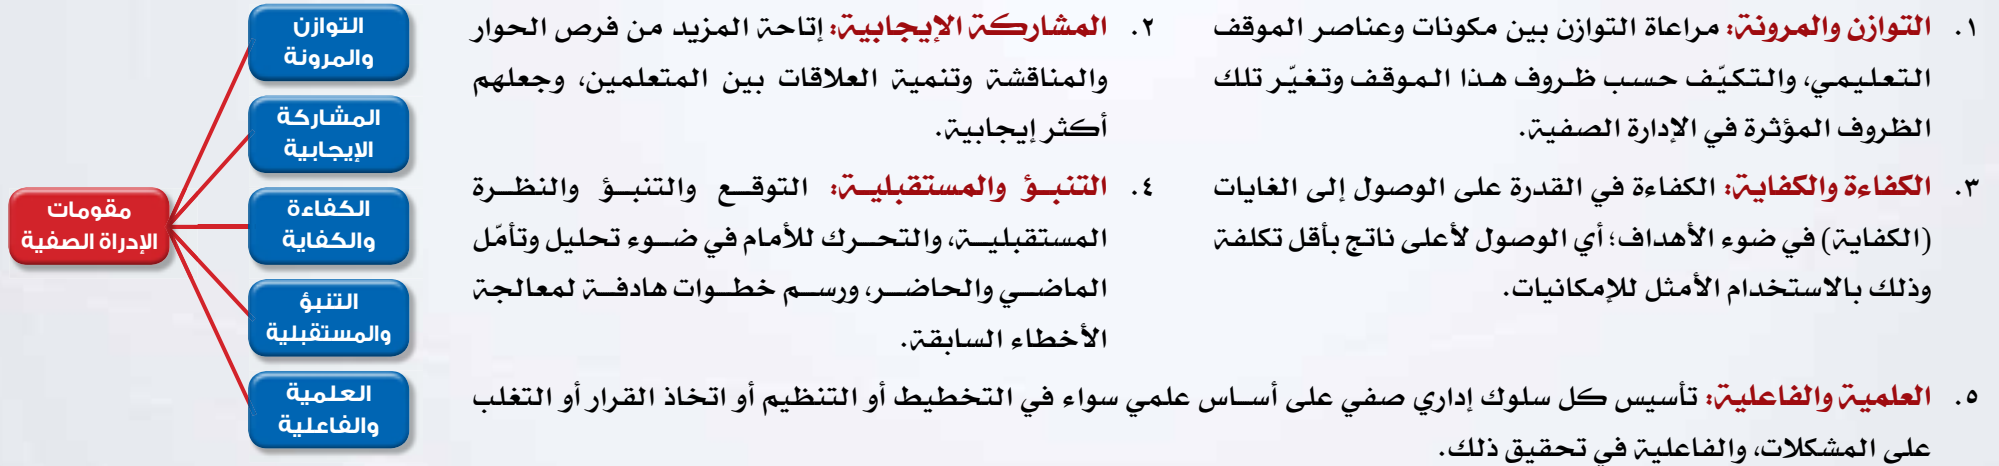 ١. التوازن والمرونة: مراعاة التوازن بين مكونات وعناصر الموقف
التعليمي، والتكيّف حسب ظروف هذا الموقف وتغيّر تلك
الظروف المؤثرة في الإدارة الصفية.
٢. المشاركة الإيجابية: إتاحة المزيد من فرص الحوار
والمناقشة وتنمية العلاقات بين المتعلمين، وجعلهم
أكثر إيجابية.
٣. الكفاءة والكفاية: الكفاءة في القدرة على الوصول إلى الغايات
(الكفاية) في ضوء الأهداف؛ أي الوصول لأعلى ناتج بأقل تكلفة
وذلك بالاستخدام الأمثل للإمكانيات.
٤. التنبؤ والمستقبلية: التوقع والتنبؤ والنظرة
المستقبلية، والتحرك للأمام في ضوء تحليل وتأمّل
الماضي والحاضر، ورسم خطوات هادفة لمعالجة
الأخطاء السابقة.
٥. العلمية والفاعلية: تأسيس كل سلوك إداري صفي على أساس علمي سواء في التخطيط أو التنظيم أو اتخاذ القرار أو التغلب
على المشكلات، والفاعلية في تحقيق ذلك.
التوازن
والمرونة
المشاركة
الإيجابية
الكفاءة
والكفاية
التنبؤ
والمستقبلية
العلمية
والفاعلية
مقومات
الإدراة الصفية